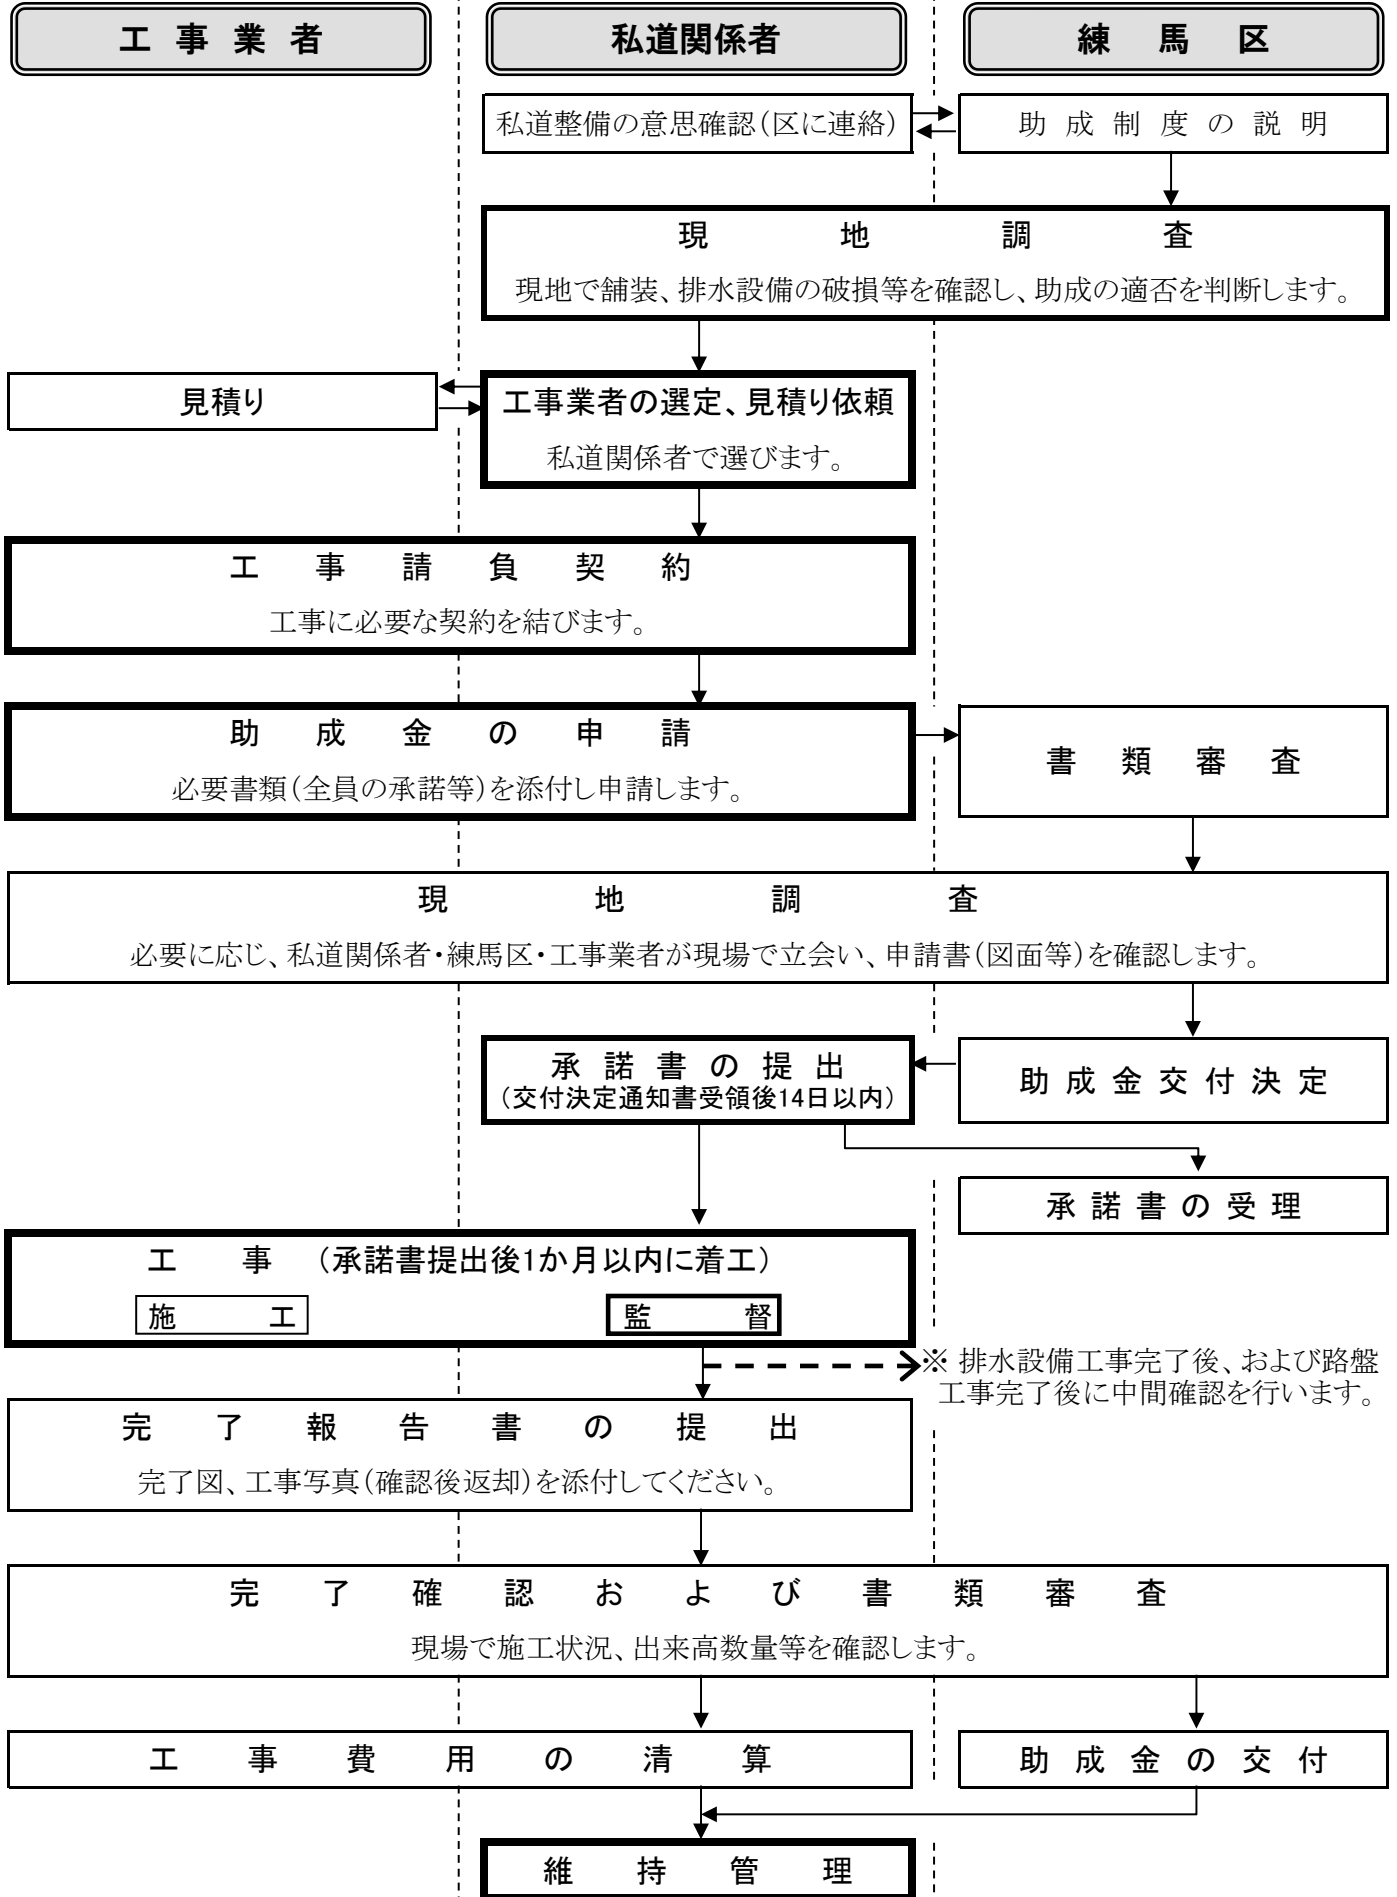 工事業者
私道関係者
練馬区
私道整備の意思確認（区に連絡）
助成制度の説明
現地調査
現地で舗装、排水設備の破損等を確認し、助成の適否を判断します。
見積り
工事業者の選定、見積り依頼
私道関係者で選びます。
工事請負契約
工事に必要な契約を結びます。
助成金の申請
必要書類（全員の承諾等）を添付し申請します。
書類審査
現地調査
必要に応じ、私道関係者・練馬区・工事業者が現場で立会い、申請書（図面等）を確認します。
承諾書の提出
（交付決定通知書受領後14日以内）
助成金交付決定
承諾書の受理
工事（承諾書提出後1か月以内に着工）
施工
監督
※ 排水設備工事完了後、および路盤
工事完了後に中間確認を行います。
完了報告書の提出
完了図、工事写真（確認後返却）を添付してください。
完了確認および書類審査
現場で施工状況、出来高数量等を確認します。
工事費用の清算
助成金の交付
維持管理